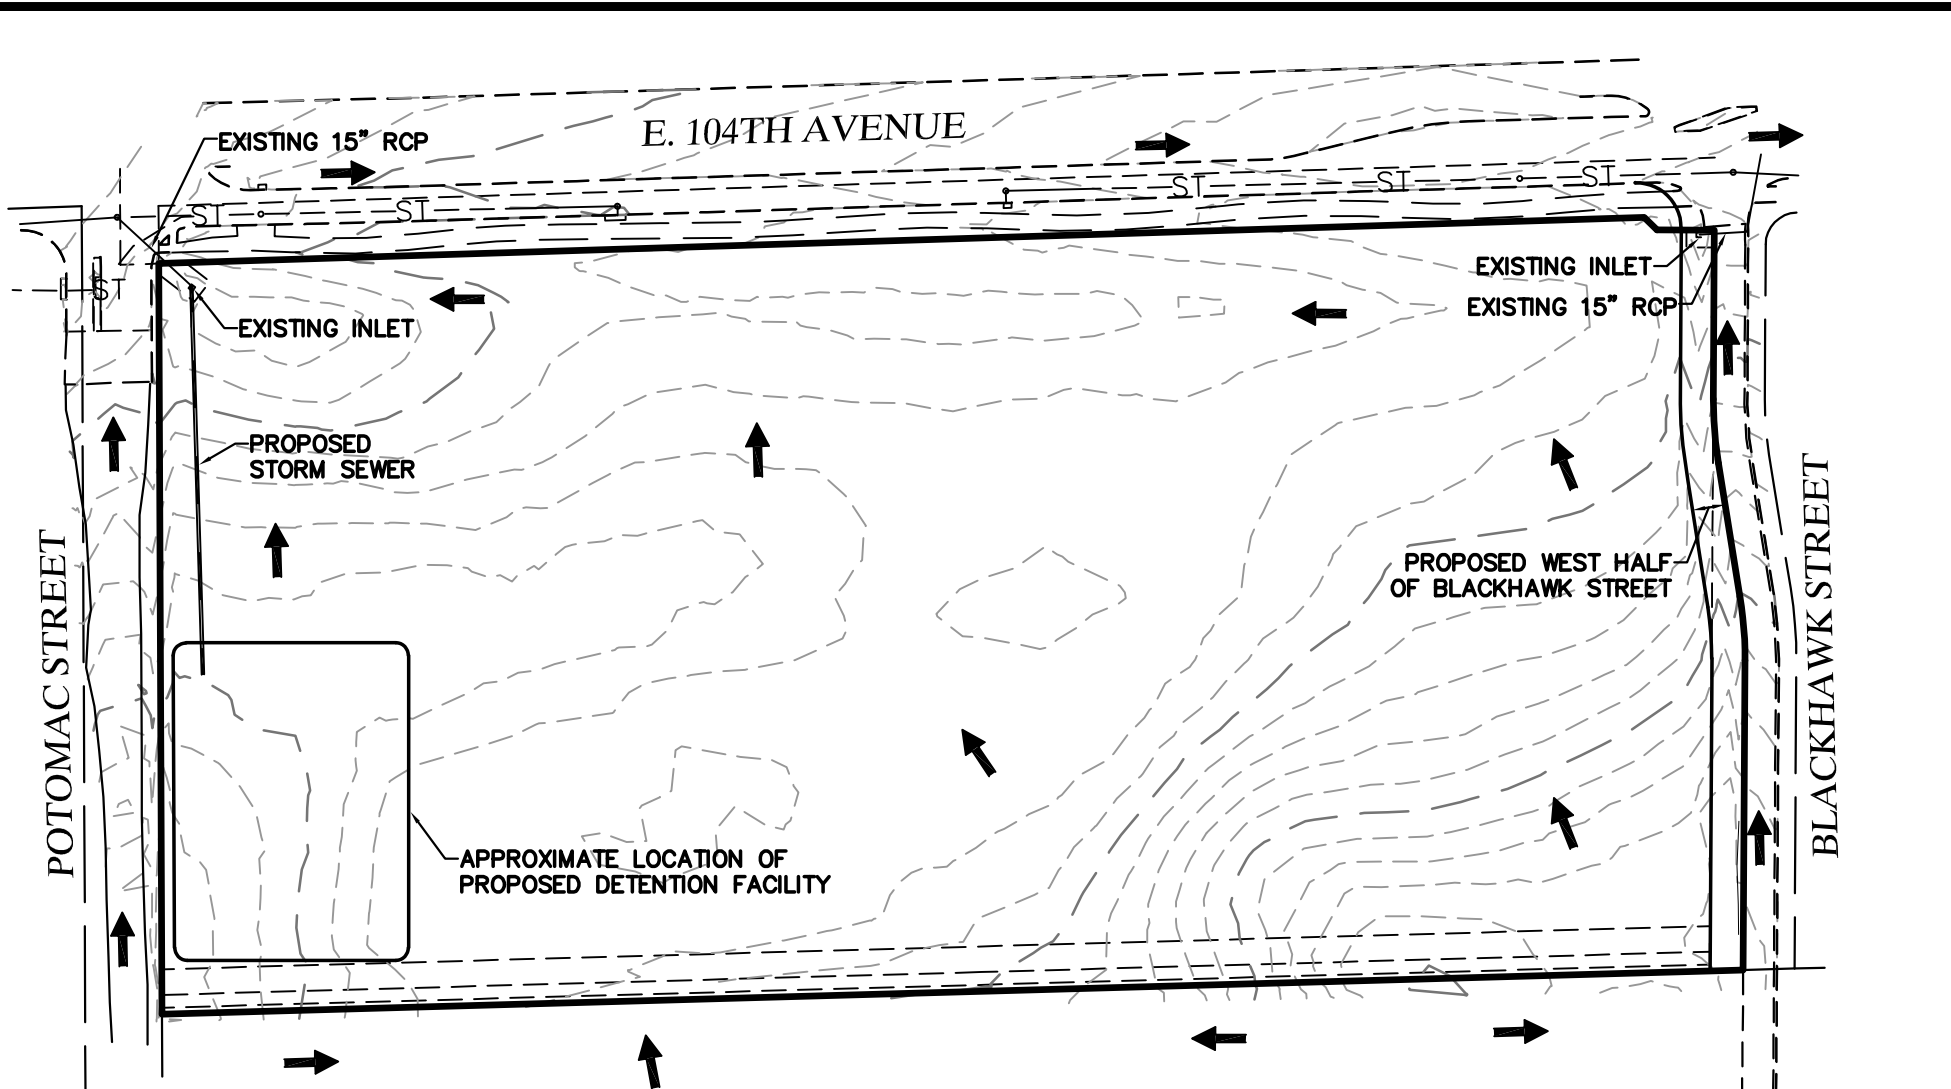 E. 104TH AVENUE
EXISTING 15" RCP
ST
ST
ST
ST
ST
ST
EXISTING INLET
EXISTING 15" RCP
EXISTING INLET
PROPOSED
STORM SEWER
PROPOSED WEST HALF
OF BLACKHAWK STREET
POTOMAC STREET
BLACKHAWK STREET
APPROXIMATE LOCATION OF
PROPOSED DETENTION FACILITY